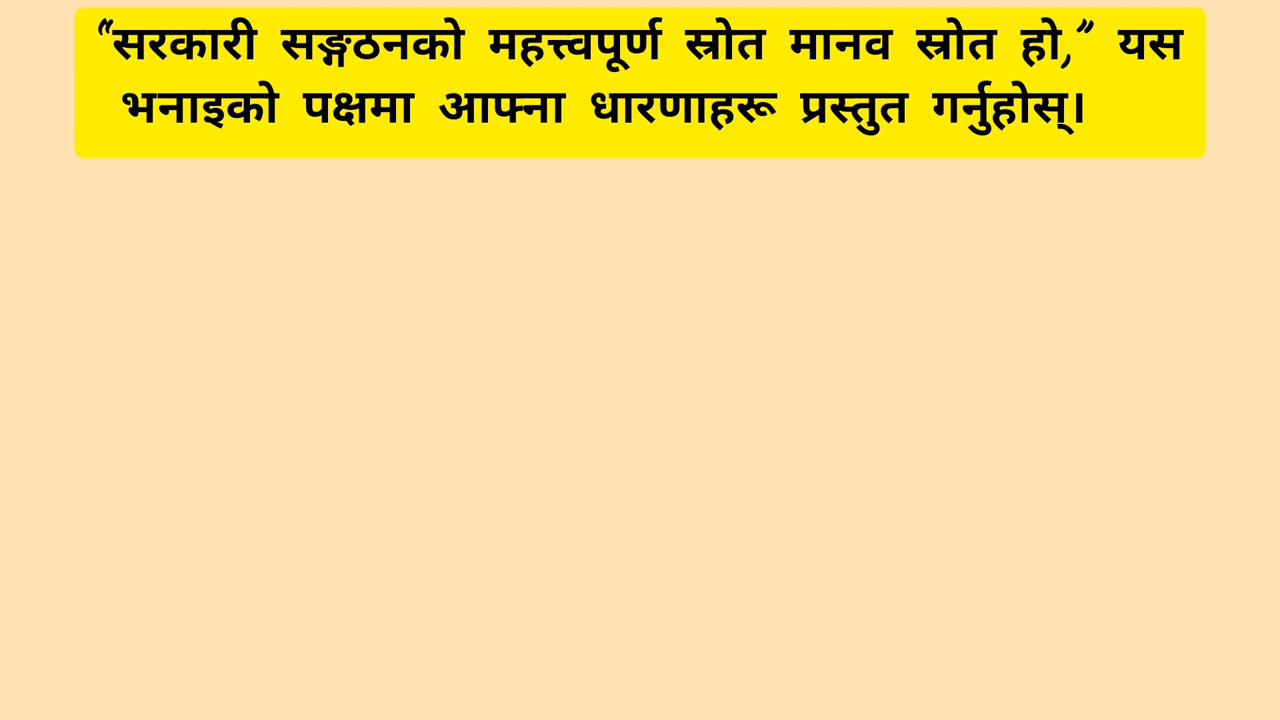 “सरकारी सङ्गठनको महत्त्वपूर्ण स्रोत मानव स्रोत हो,” यस
भनाइको पक्षमा आफ्ना धारणाहरू प्रस्तुत गर्नुहोस्।